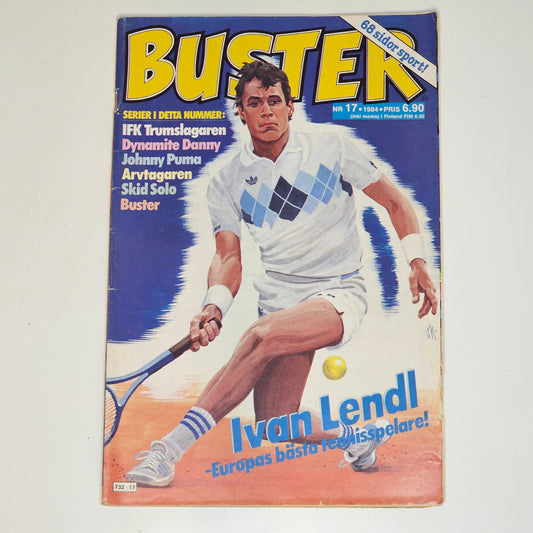 BUSTER
68 sidor sport!
NR 17 • 1984 • PRIS 6.90
(inkl moms) I Finland FIM 6.95
SERIER I DETTA NUMMER:
IFK Trumslagaren
Dynamite Danny
Johnny Puma
Arvtagaren
Skid Solo
Buster
Ivan Lendl
-Europas bästa tennisspelare!
732 - 17